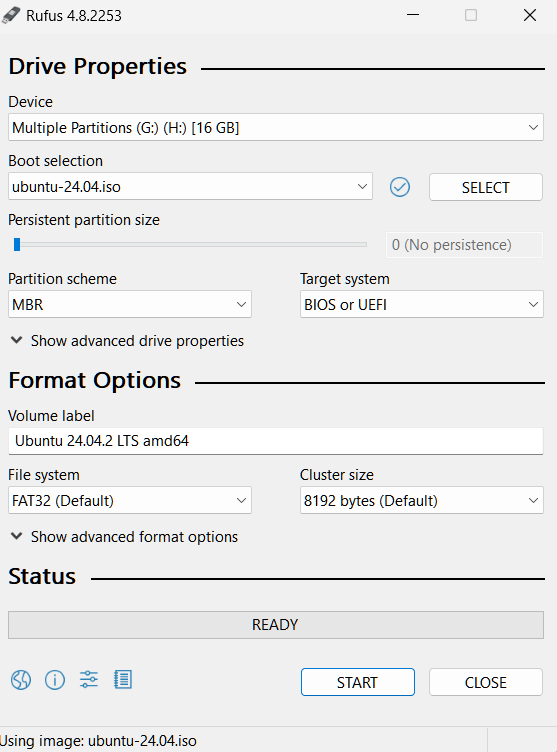 Rufus 4.8.2253
Drive Properties
Device
Multiple Partitions (G:) (H:) [16 GB]
Boot selection
ubuntu-24.04.iso
SELECT
Persistent partition size
0 (No persistence)
Partition scheme
Target system
MBR
BIOS or UEFI
Show advanced drive properties
Format Options
Volume label
Ubuntu 24.04.2 LTS amd64
File system
Cluster size
FAT32 (Default)
8192 bytes (Default)
Show advanced format options
Status
READY
START
CLOSE
Using image: ubuntu-24.04.iso